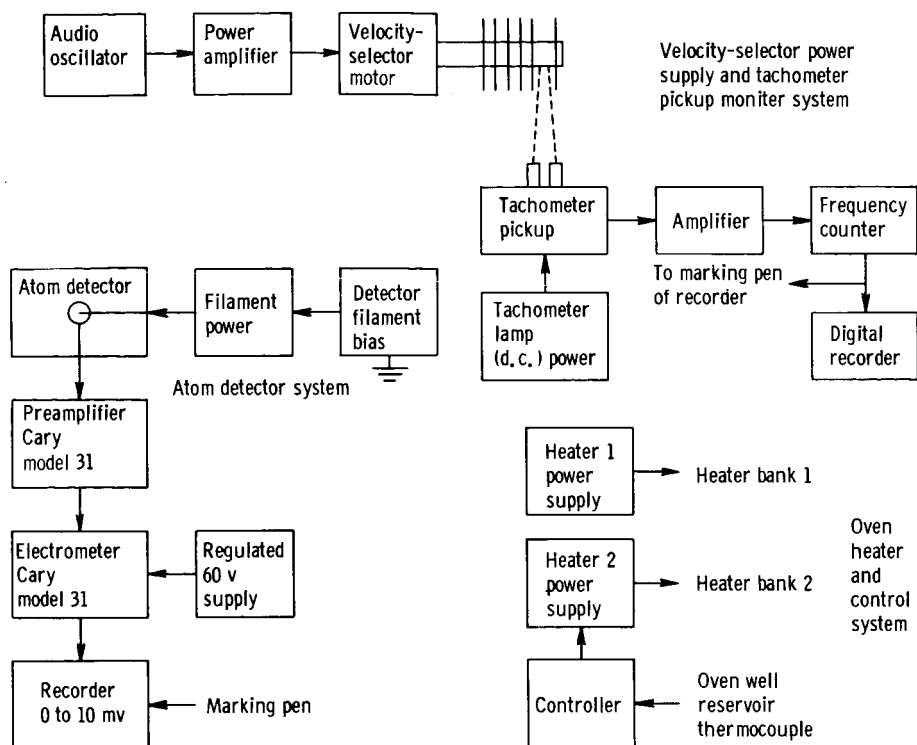 Audio
oscillator
Power
amplifier
Velocity-
selector
motor
Velocity-selector power
supply and tachometer
pickup moniter system
Tachometer
pickup
Amplifier
Frequency
counter
To marking pen
of recorder
Tachometer
lamp
(d. c.) power
Digital
recorder
Atom detector
Filament
power
Detector
filament
bias
Atom detector system
Preamplifier
Cary
model 31
Electrometer
Cary
model 31
Regulated
60 v
supply
Recorder
0 to 10 mv
Marking pen
Heater 1
power
supply
Heater bank 1
Heater 2
power
supply
Heater bank 2
Oven
heater
and
control
system
Controller
Oven well
reservoir
thermocouple